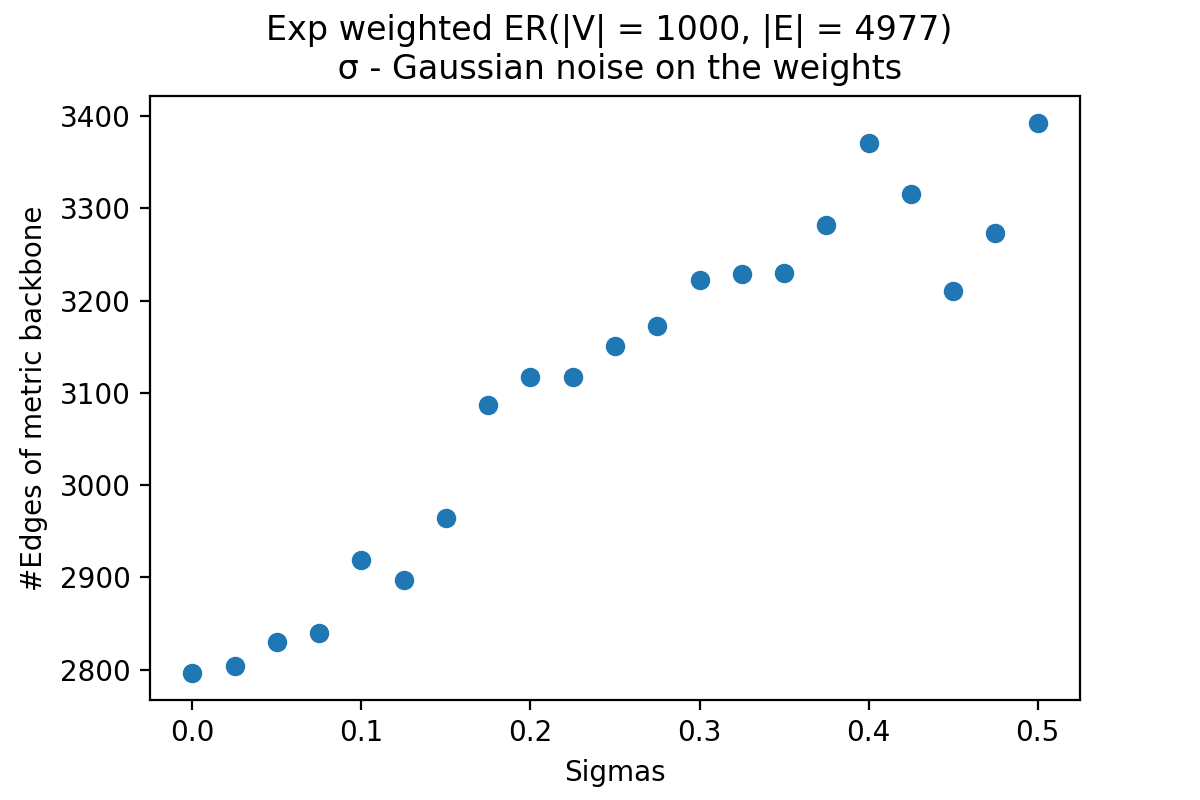 Exp weighted ER(|V| = 1000, |E| = 4977)
σ - Gaussian noise on the weights
#Edges of metric backbone
3400
3300
3200
3100
3000
2900
2800
0.0 0.1 0.2 0.3 0.4 0.5
Sigmas